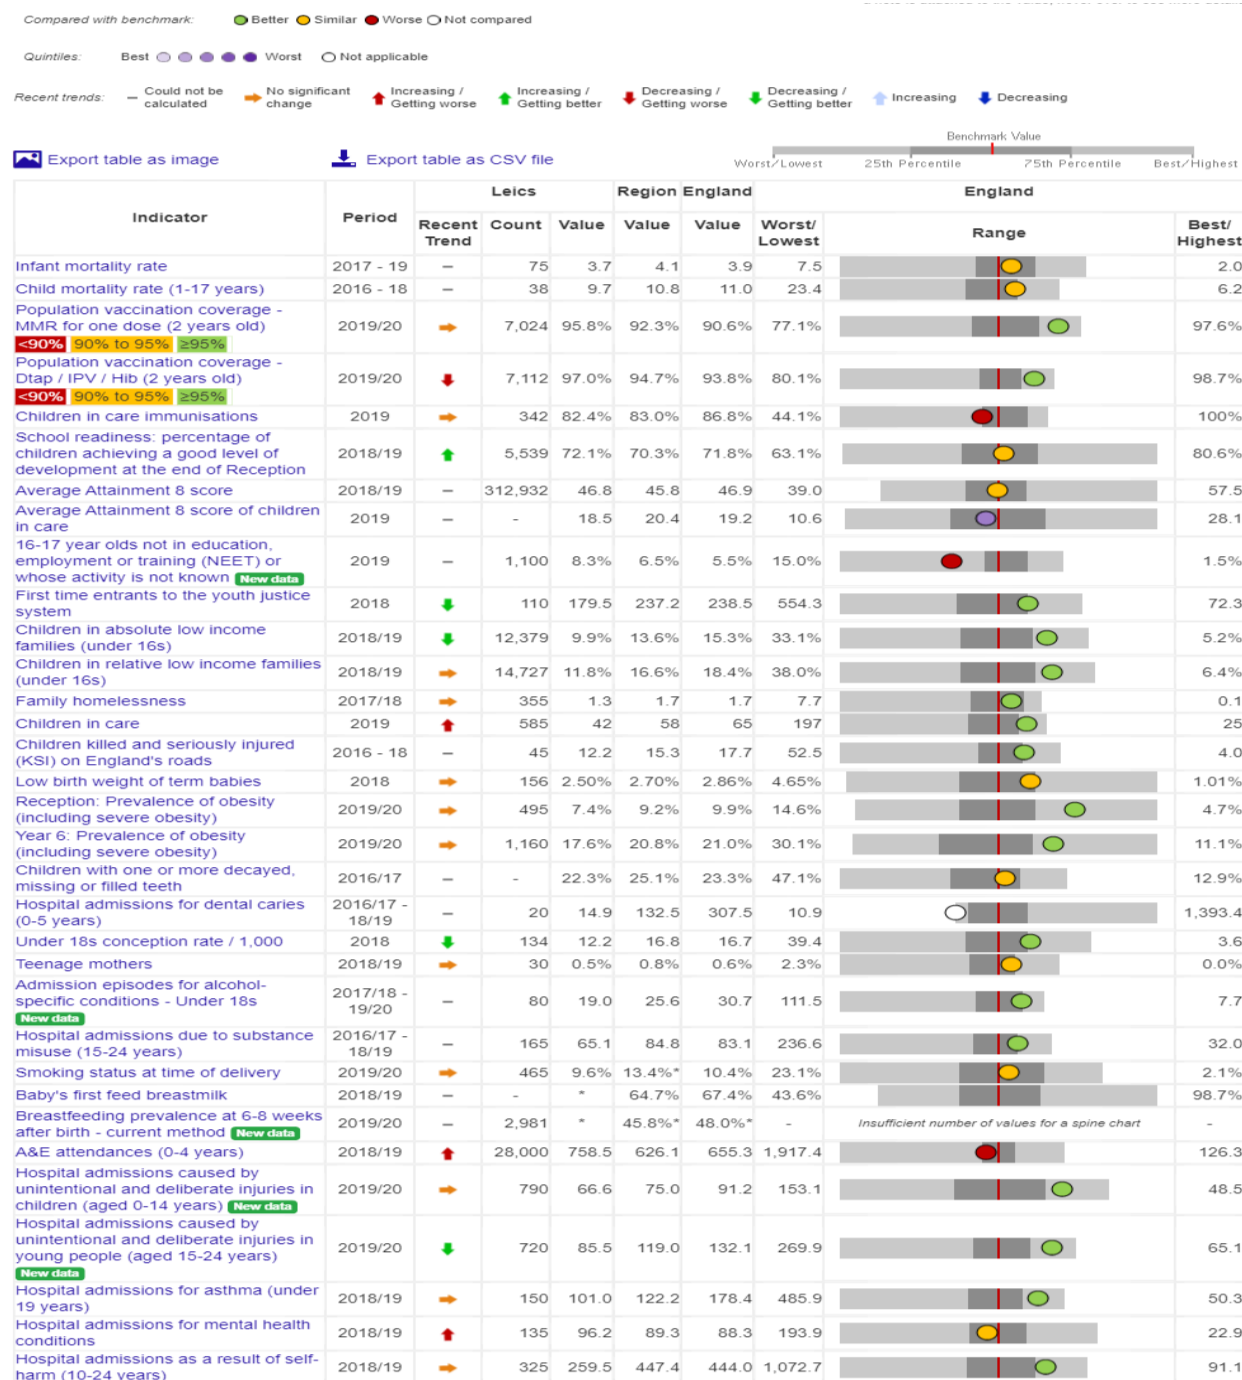 Compared with benchmark: Better Similar Worse Not compared
Quintiles: Best Worst Not applicable
Recent trends: – Could not be calculated No significant change Increasing / Getting worse Increasing / Getting better Decreasing / Getting worse Decreasing / Getting better Increasing Decreasing
Export table as image Export table as CSV file
Benchmark Value
Worst/Lowest 25th Percentile 75th Percentile Best/Highest
Leics Region England England
Indicator Period Recent Trend Count Value Value Value Worst/ Lowest Range Best/ Highest
Infant mortality rate 2017 - 19 – 75 3.7 4.1 3.9 7.5 2.0
Child mortality rate (1-17 years) 2016 - 18 – 38 9.7 10.8 11.0 23.4 6.2
Population vaccination coverage -
MMR for one dose (2 years old) 2019/20 7,024 95.8% 92.3% 90.6% 77.1% 97.6%
<90% 90% to 95% ≥95%
Population vaccination coverage -
Dtap / IPV / Hib (2 years old) 2019/20 7,112 97.0% 94.7% 93.8% 80.1% 98.7%
<90% 90% to 95% ≥95%
Children in care immunisations 2019 342 82.4% 83.0% 86.8% 44.1% 100%
School readiness: percentage of
children achieving a good level of 2018/19 5,539 72.1% 70.3% 71.8% 63.1% 80.6%
development at the end of Reception
Average Attainment 8 score 2018/19 – 312,932 46.8 45.8 46.9 39.0 57.5
Average Attainment 8 score of children
in care 2019 – - 18.5 20.4 19.2 10.6 28.1
16-17 year olds not in education,
employment or training (NEET) or 2019 – 1,100 8.3% 6.5% 5.5% 15.0% 1.5%
whose activity is not known New data
First time entrants to the youth justice
system 2018 110 179.5 237.2 238.5 554.3 72.3
Children in absolute low income
families (under 16s) 2018/19 12,379 9.9% 13.6% 15.3% 33.1% 5.2%
Children in relative low income families
(under 16s) 2018/19 14,727 11.8% 16.6% 18.4% 38.0% 6.4%
Family homelessness 2017/18 355 1.3 1.7 1.7 7.7 0.1
Children in care 2019 585 42 58 65 197 25
Children killed and seriously injured
(KSI) on England's roads 2016 - 18 – 45 12.2 15.3 17.7 52.5 4.0
Low birth weight of term babies 2018 156 2.50% 2.70% 2.86% 4.65% 1.01%
Reception: Prevalence of obesity
(including severe obesity) 2019/20 495 7.4% 9.2% 9.9% 14.6% 4.7%
Year 6: Prevalence of obesity
(including severe obesity) 2019/20 1,160 17.6% 20.8% 21.0% 30.1% 11.1%
Children with one or more decayed,
missing or filled teeth 2016/17 – - 22.3% 25.1% 23.3% 47.1% 12.9%
Hospital admissions for dental caries
(0-5 years) 2016/17 - 18/19 – 20 14.9 132.5 307.5 10.9 1,393.4
Under 18s conception rate / 1,000 2018 134 12.2 16.8 16.7 39.4 3.6
Teenage mothers 2018/19 30 0.5% 0.8% 0.6% 2.3% 0.0%
Admission episodes for alcohol-
specific conditions - Under 18s 2017/18 - 19/20 – 80 19.0 25.6 30.7 111.5 7.7
New data
Hospital admissions due to substance
misuse (15-24 years) 2016/17 - 18/19 – 165 65.1 84.8 83.1 236.6 32.0
Smoking status at time of delivery 2019/20 465 9.6% 13.4%* 10.4% 23.1% 2.1%
Baby's first feed breastmilk 2018/19 – - * 64.7% 67.4% 43.6% 98.7%
Breastfeeding prevalence at 6-8 weeks
after birth - current method New data 2019/20 – 2,981 * 45.8%* 48.0%* - Insufficient number of values for a spine chart -
A&E attendances (0-4 years) 2018/19 28,000 758.5 626.1 655.3 1,917.4 126.3
Hospital admissions caused by
unintentional and deliberate injuries in 2019/20 790 66.6 75.0 91.2 153.1 48.5
children (aged 0-14 years) New data
Hospital admissions caused by
unintentional and deliberate injuries in
young people (aged 15-24 years) 2019/20 720 85.5 119.0 132.1 269.9 65.1
New data
Hospital admissions for asthma (under
19 years) 2018/19 150 101.0 122.2 178.4 485.9 50.3
Hospital admissions for mental health
conditions 2018/19 135 96.2 89.3 88.3 193.9 22.9
Hospital admissions as a result of self-
harm (10-24 years) 2018/19 325 259.5 447.4 444.0 1,072.7 91.1